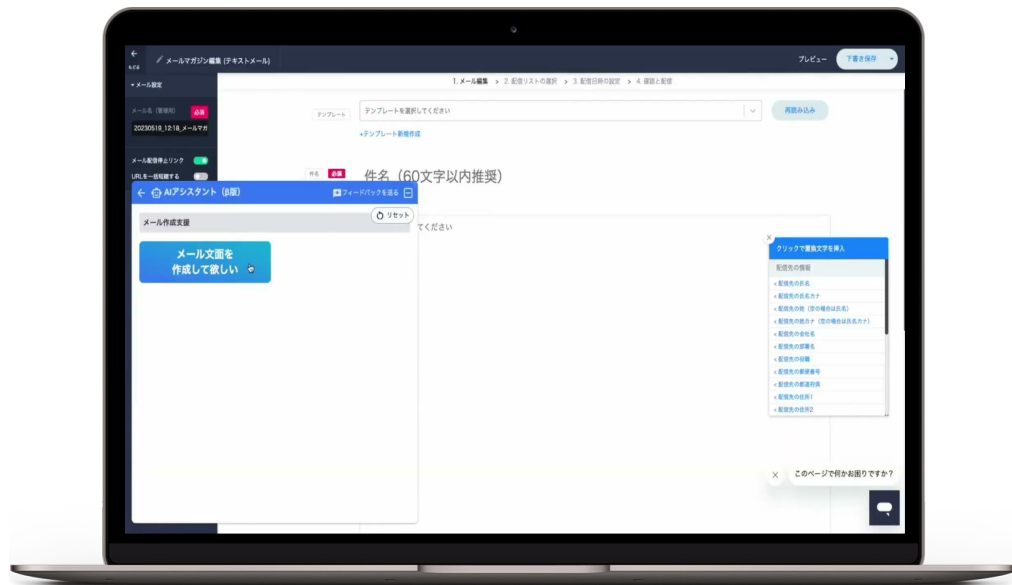 もどる
メールマガジン編集 (テキストメール)
プレビュー
下書き保存
メール設定
1. メール編集 > 2. 配信リストの選択 > 3. 配信日時の設定 > 4. 確認と配信
メール名 (管理用) 必須
20230519_12:18_メールマガ
テンプレート
テンプレートを選択してください
再読み込み
+テンプレート新規作成
メール配信停止リンク
URLを一括短縮する
件名 必須
件名（60文字以内推奨）
AIアシスタント（β版）
フィードバックを送る
メール作成支援
リセット
てください
メール文面を
作成して欲しい
クリックで置換文字を挿入
配信先の情報
< 配信先の氏名
< 配信先の氏名カナ
< 配信先の姓（空の場合は氏名）
< 配信先の姓カナ（空の場合は氏名カナ）
< 配信先の会社名
< 配信先の部署名
< 配信先の役職
< 配信先の郵便番号
< 配信先の都道府県
< 配信先の住所1
< 配信先の住所2
このページで何かお困りですか？